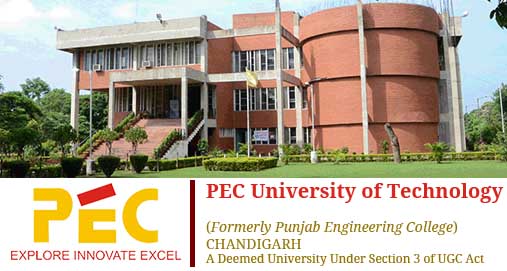 PEC
EXPLORE INNOVATE EXCEL
PEC University of Technology
(Formerly Punjab Engineering College)
CHANDIGARH
A Deemed University Under Section 3 of UGC Act